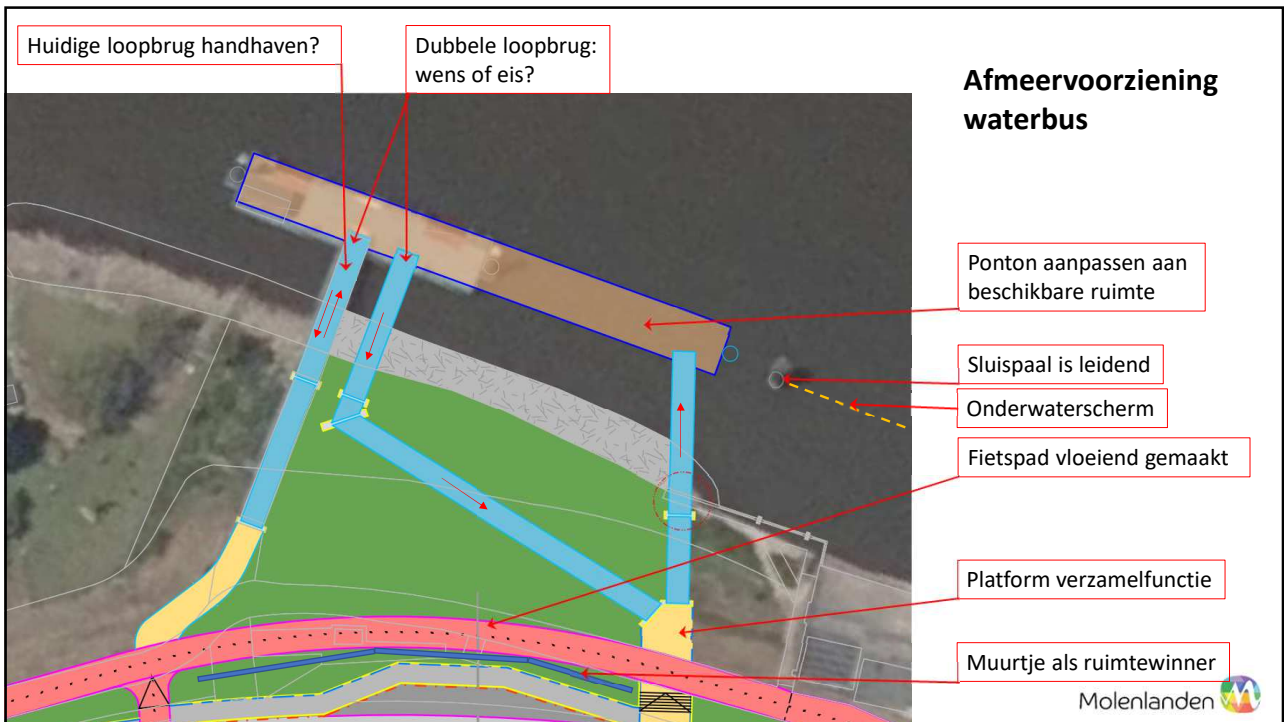 Huidige loopbrug handhaven?
Dubbele loopbrug:
wens of eis?
Afmeervoorziening
waterbus
Ponton aanpassen aan
beschikbare ruimte
Sluispaal is leidend
Onderwaterscherm
Fietspad vloeiend gemaakt
Platform verzamelfunctie
Muurtje als ruimtewinner
Molenlanden